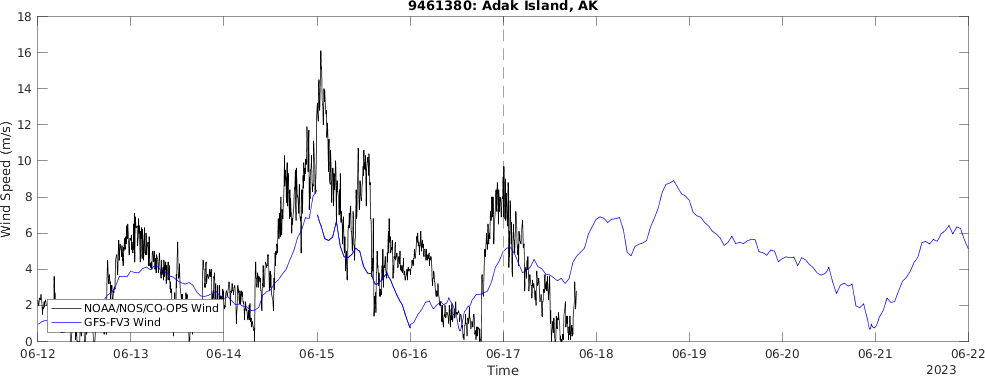 9461380: Adak Island, AK
Wind Speed (m/s)
18
16
14
12
10
8
6
4
2
0
NOAA/NOS/CO-OPS Wind
GFS-FV3 Wind
06-12 06-13 06-14 06-15 06-16 06-17 06-18 06-19 06-20 06-21 06-22
Time
2023